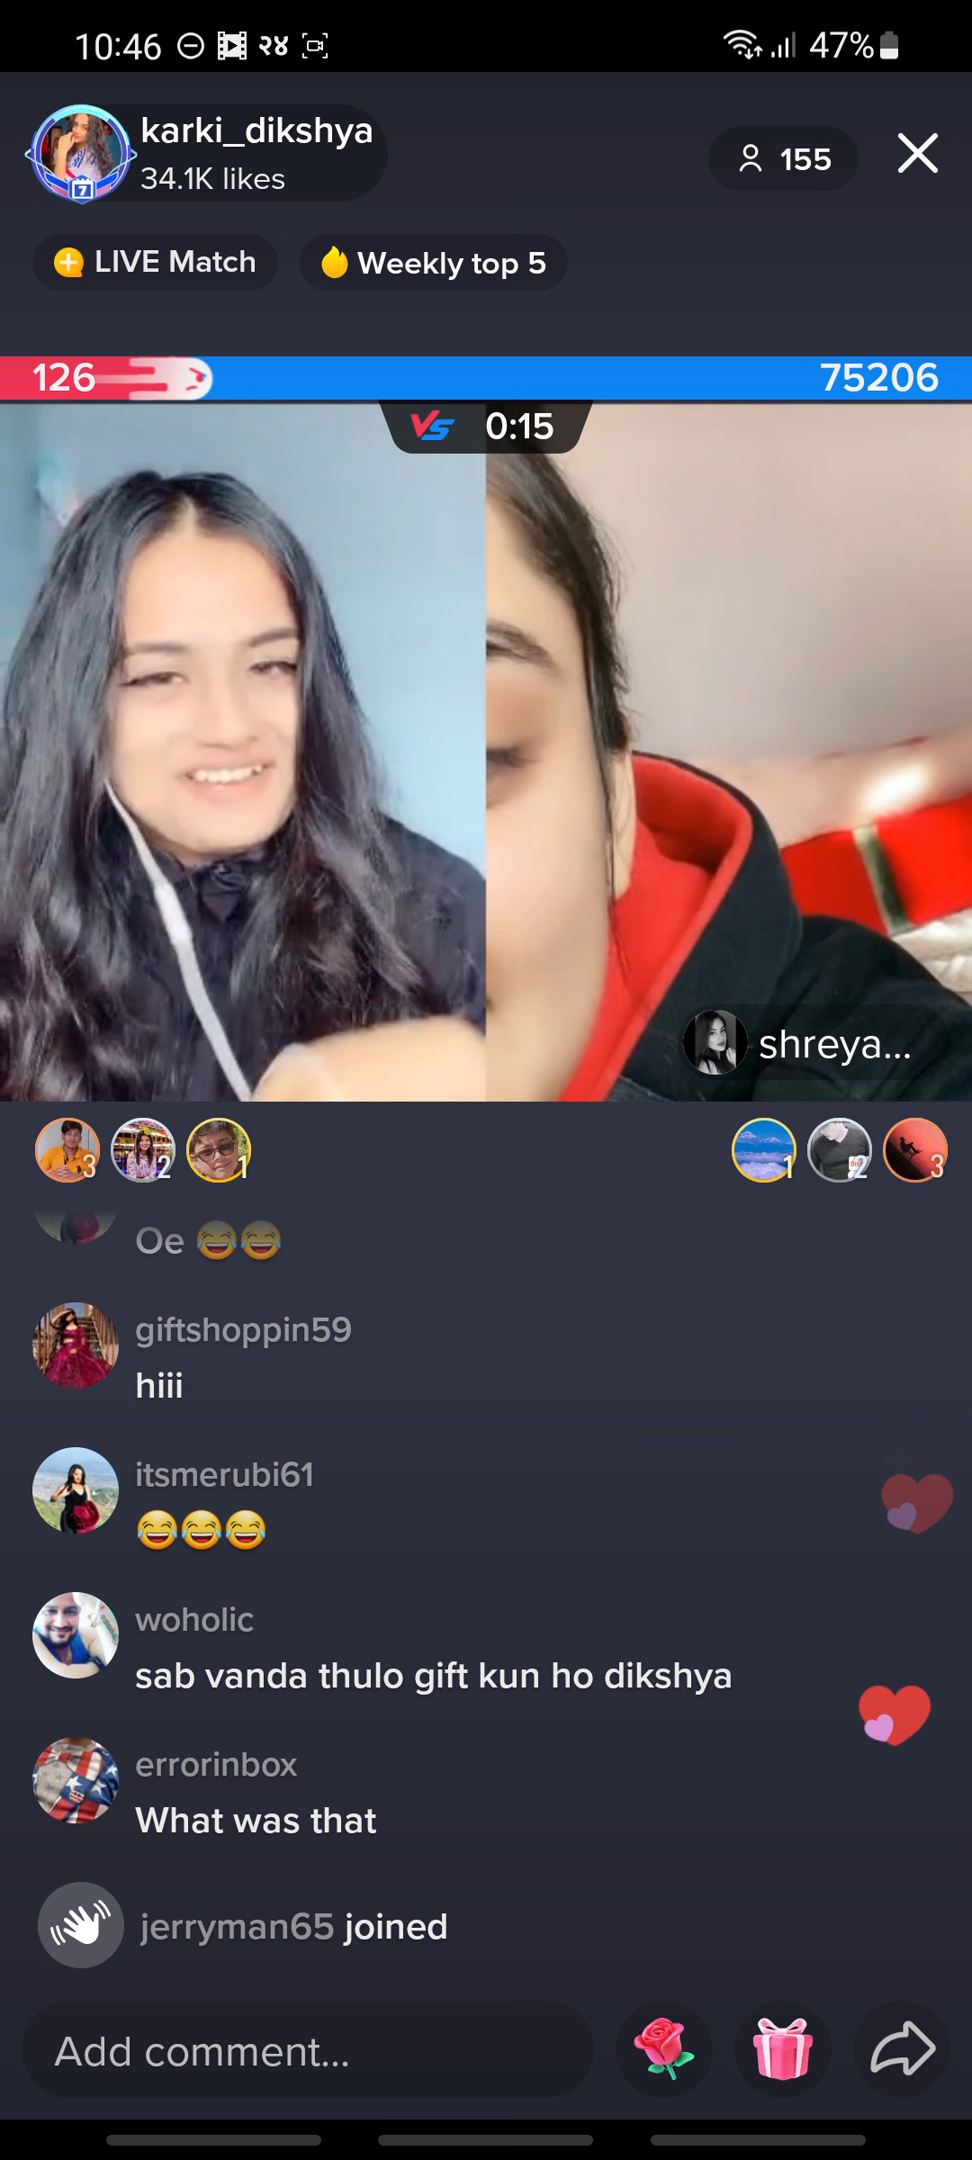 10:46 २४ 47%
karki_dikshya
34.1K likes
155
LIVE Match
Weekly top 5
126
75206
VS 0:15
shreya...
3 2 1 1 2 3
Oe 😂😂
giftshoppin59
hiii
itsmerubi61
😂😂😂
woholic
sab vanda thulo gift kun ho dikshya
errorinbox
What was that
jerryman65 joined
Add comment...